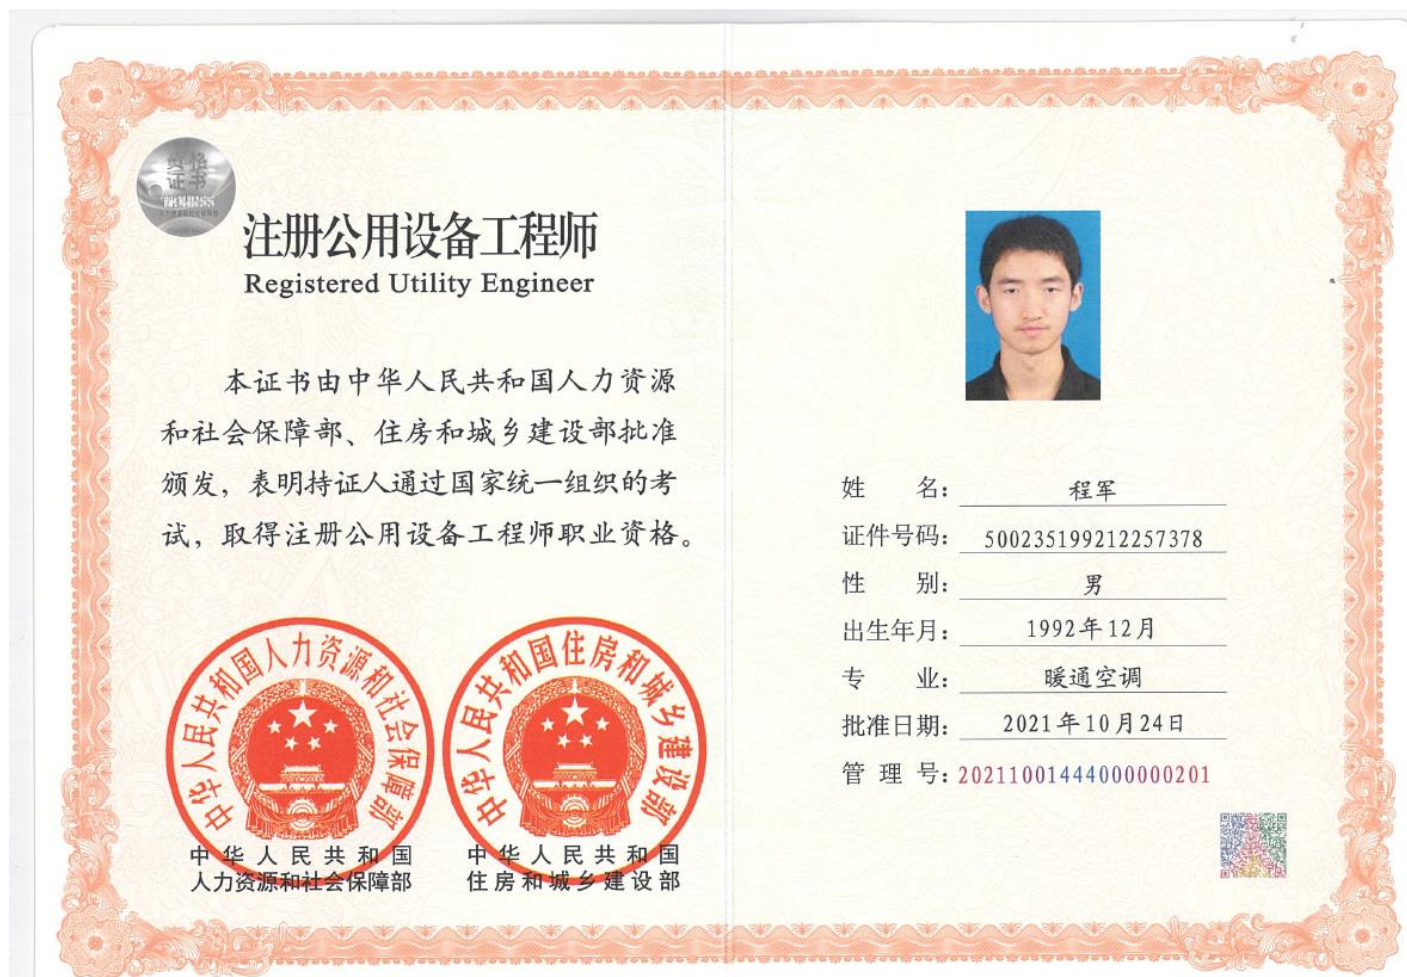 资格
证书
MOHRSS
注册公用设备工程师
Registered Utility Engineer
本证书由中华人民共和国人力资源
和社会保障部、住房和城乡建设部批准
颁发，表明持证人通过国家统一组织的考
试，取得注册公用设备工程师职业资格。
中华人民共和国人力资源和社会保障部
中华人民共和国住房和城乡建设部
中华人民共和国
人力资源和社会保障部
中华人民共和国
住房和城乡建设部
姓 名：程军
证件号码：500235199212257378
性 别：男
出生年月：1992年12月
专 业：暖通空调
批准日期：2021年10月24日
管 理 号：20211001444000000201